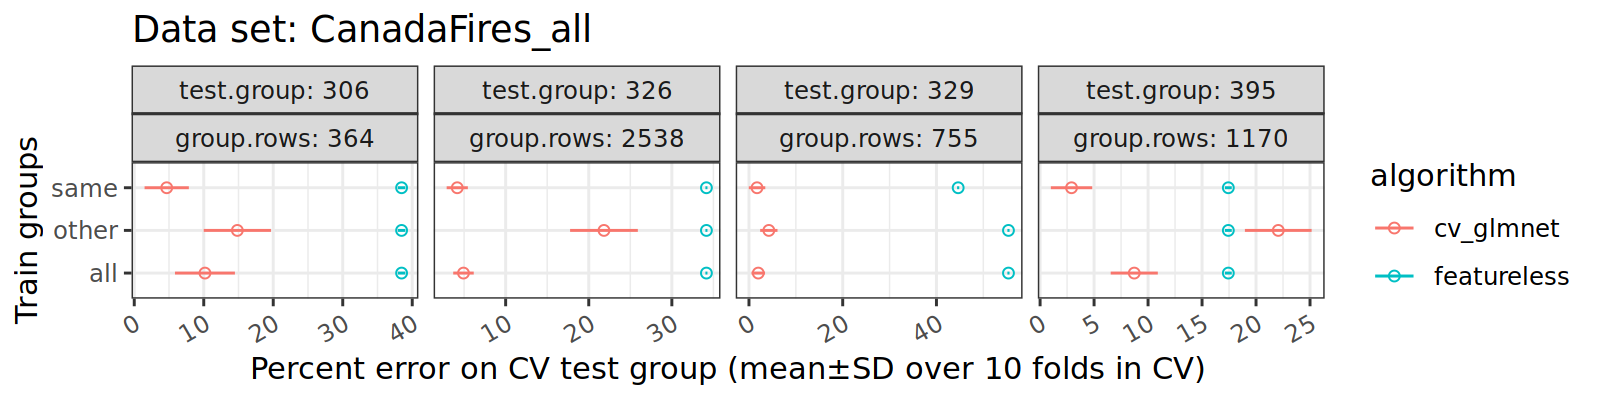 Data set: CanadaFires_all
test.group: 306
test.group: 326
test.group: 329
test.group: 395
group.rows: 364
group.rows: 2538
group.rows: 755
group.rows: 1170
Train groups
same
other
all
0 10 20 30 40
10 20 30
0 20 40
0 5 10 15 20 25
Percent error on CV test group (mean±SD over 10 folds in CV)
algorithm
cv_glmnet
featureless